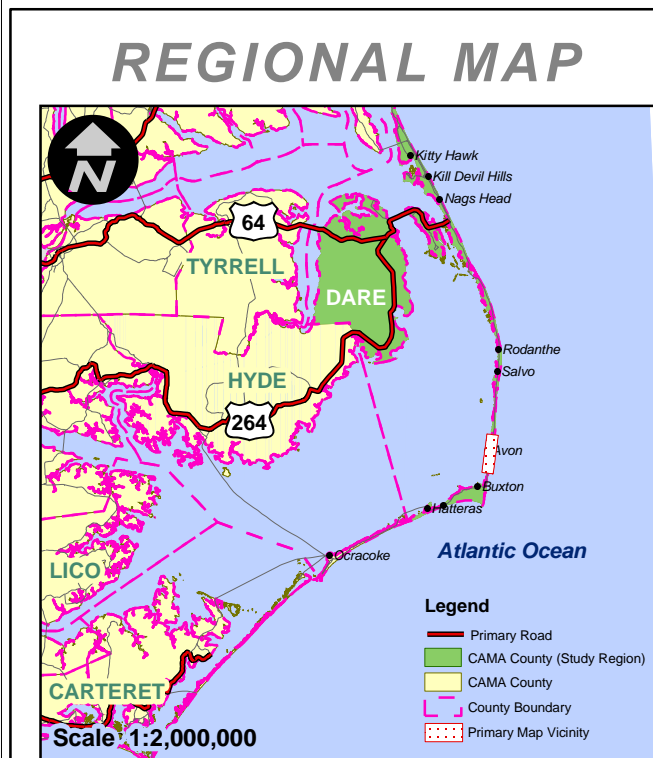 REGIONAL MAP
N
Kitty Hawk
Kill Devil Hills
Nags Head
64
TYRRELL
DARE
Rodanthe
Salvo
HYDE
264
Avon
Buxton
Hatteras
Ocracoke
Atlantic Ocean
LICO
CARTERET
Legend
Primary Road
CAMA County (Study Region)
CAMA County
County Boundary
Primary Map Vicinity
Scale 1:2,000,000